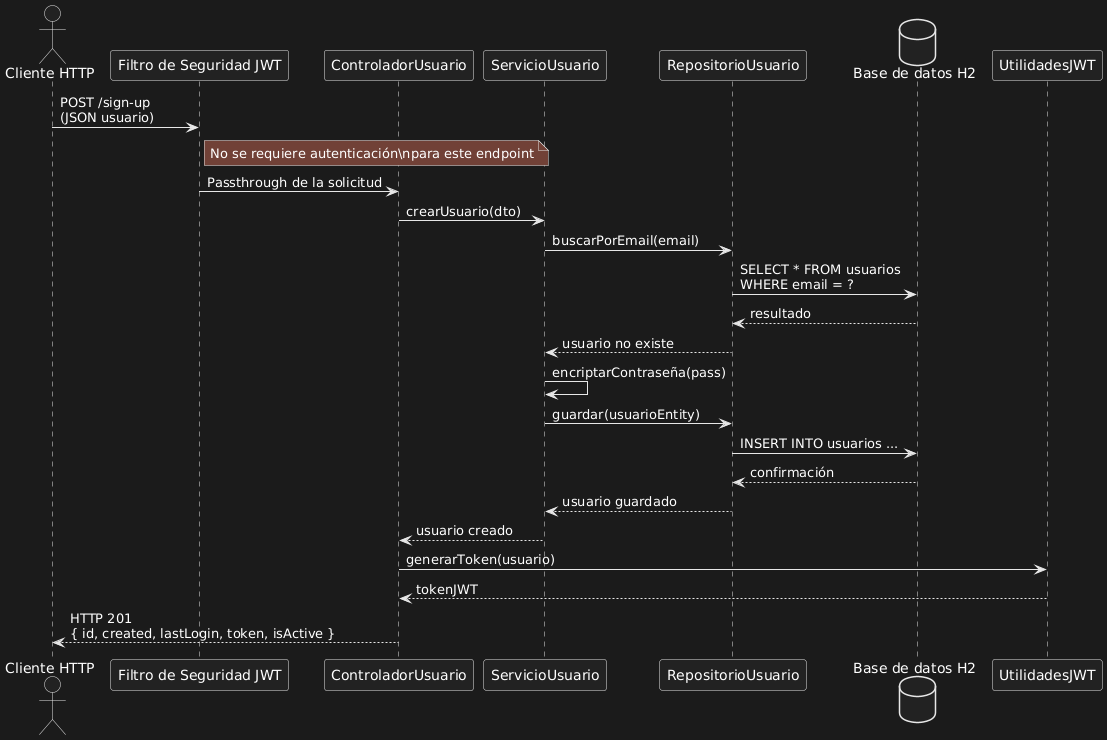 Cliente HTTP
Filtro de Seguridad JWT
ControladorUsuario
ServicioUsuario
RepositorioUsuario
Base de datos H2
UtilidadesJWT
POST /sign-up
(JSON usuario)
No se requiere autenticación\npara este endpoint
Passthrough de la solicitud
crearUsuario(dto)
buscarPorEmail(email)
SELECT * FROM usuarios
WHERE email = ?
resultado
usuario no existe
encriptarContraseña(pass)
guardar(usuarioEntity)
INSERT INTO usuarios ...
confirmación
usuario guardado
usuario creado
generarToken(usuario)
tokenJWT
HTTP 201
{ id, created, lastLogin, token, isActive }
Cliente HTTP
Filtro de Seguridad JWT
ControladorUsuario
ServicioUsuario
RepositorioUsuario
Base de datos H2
UtilidadesJWT